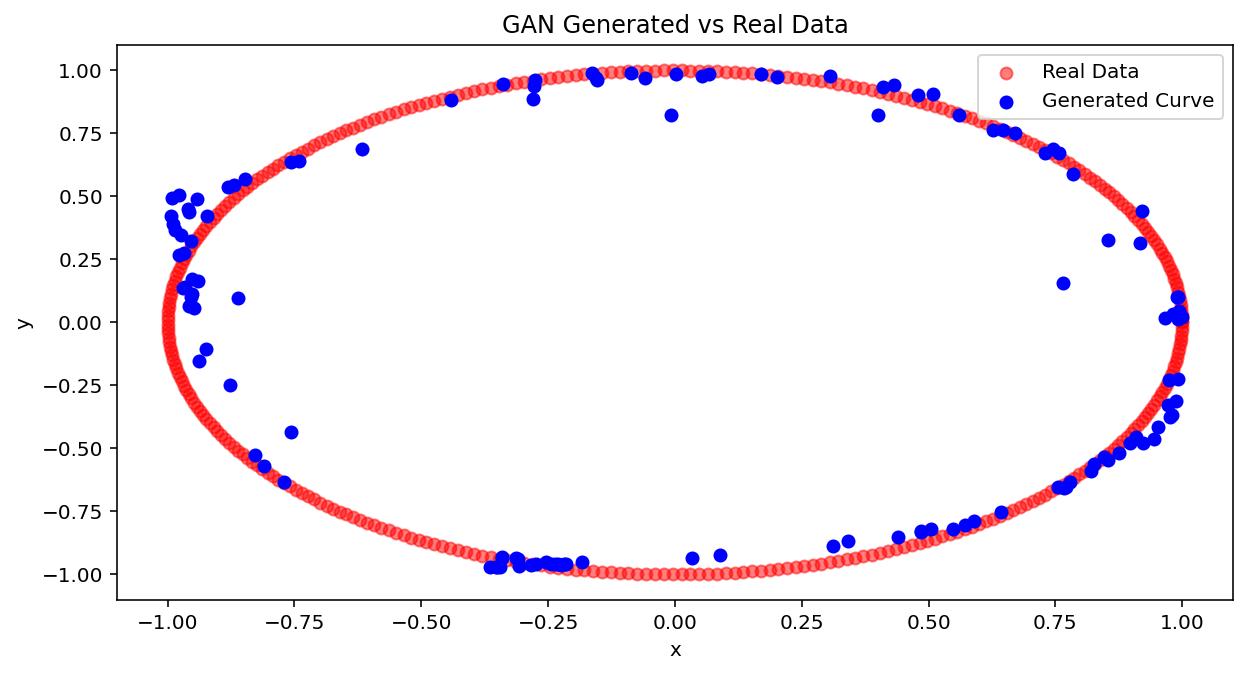 GAN Generated vs Real Data
Real Data
Generated Curve
1.00
0.75
0.50
0.25
0.00
−0.25
−0.50
−0.75
−1.00
y
−1.00 −0.75 −0.50 −0.25 0.00 0.25 0.50 0.75 1.00
x